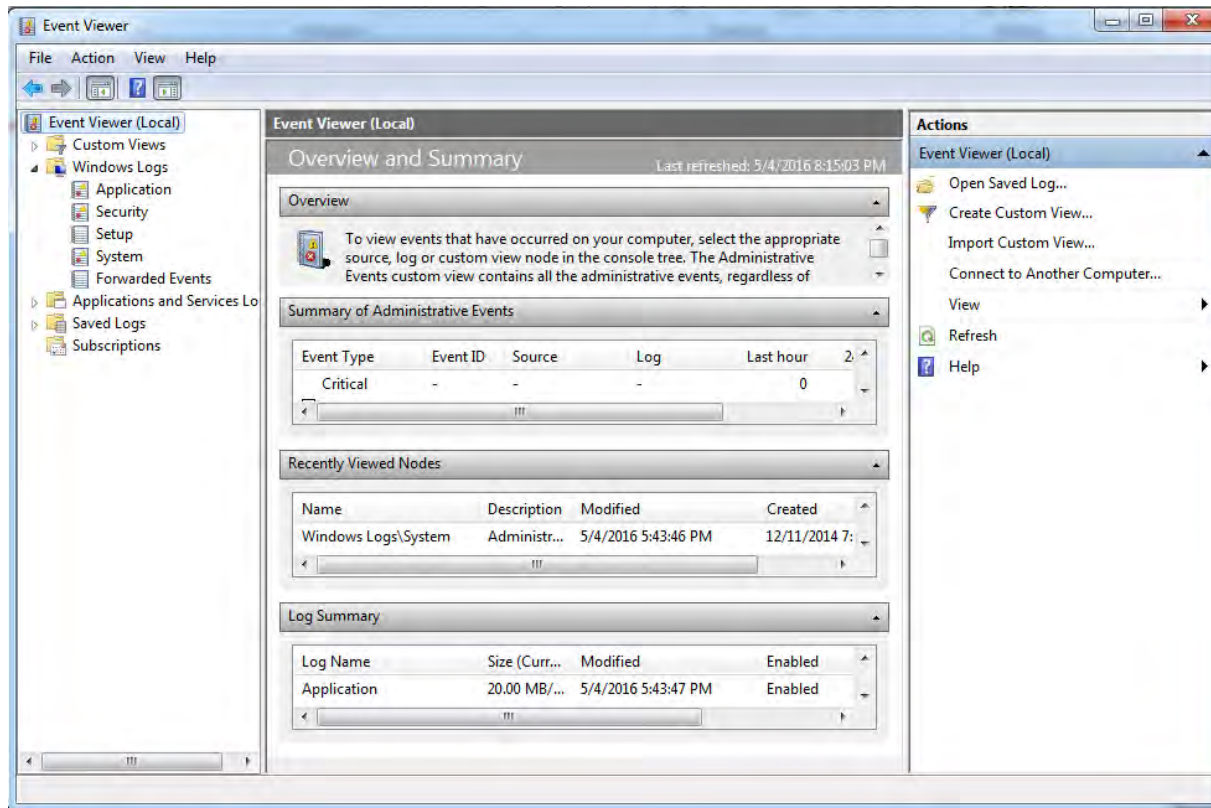 Event Viewer
File Action View Help
Event Viewer (Local)
Custom Views
Windows Logs
Application
Security
Setup
System
Forwarded Events
Applications and Services Lo
Saved Logs
Subscriptions
Event Viewer (Local)
Overview and Summary Last refreshed: 5/4/2016 8:15:03 PM
Overview
To view events that have occurred on your computer, select the appropriate
source, log or custom view node in the console tree. The Administrative
Events custom view contains all the administrative events, regardless of
Summary of Administrative Events
Event Type Event ID Source Log Last hour 2
Critical - - - 0
Recently Viewed Nodes
Name Description Modified Created
Windows Logs\System Administr... 5/4/2016 5:43:46 PM 12/11/2014 7:
Log Summary
Log Name Size (Curr... Modified Enabled
Application 20.00 MB/... 5/4/2016 5:43:47 PM Enabled
Actions
Event Viewer (Local)
Open Saved Log...
Create Custom View...
Import Custom View...
Connect to Another Computer...
View
Refresh
Help